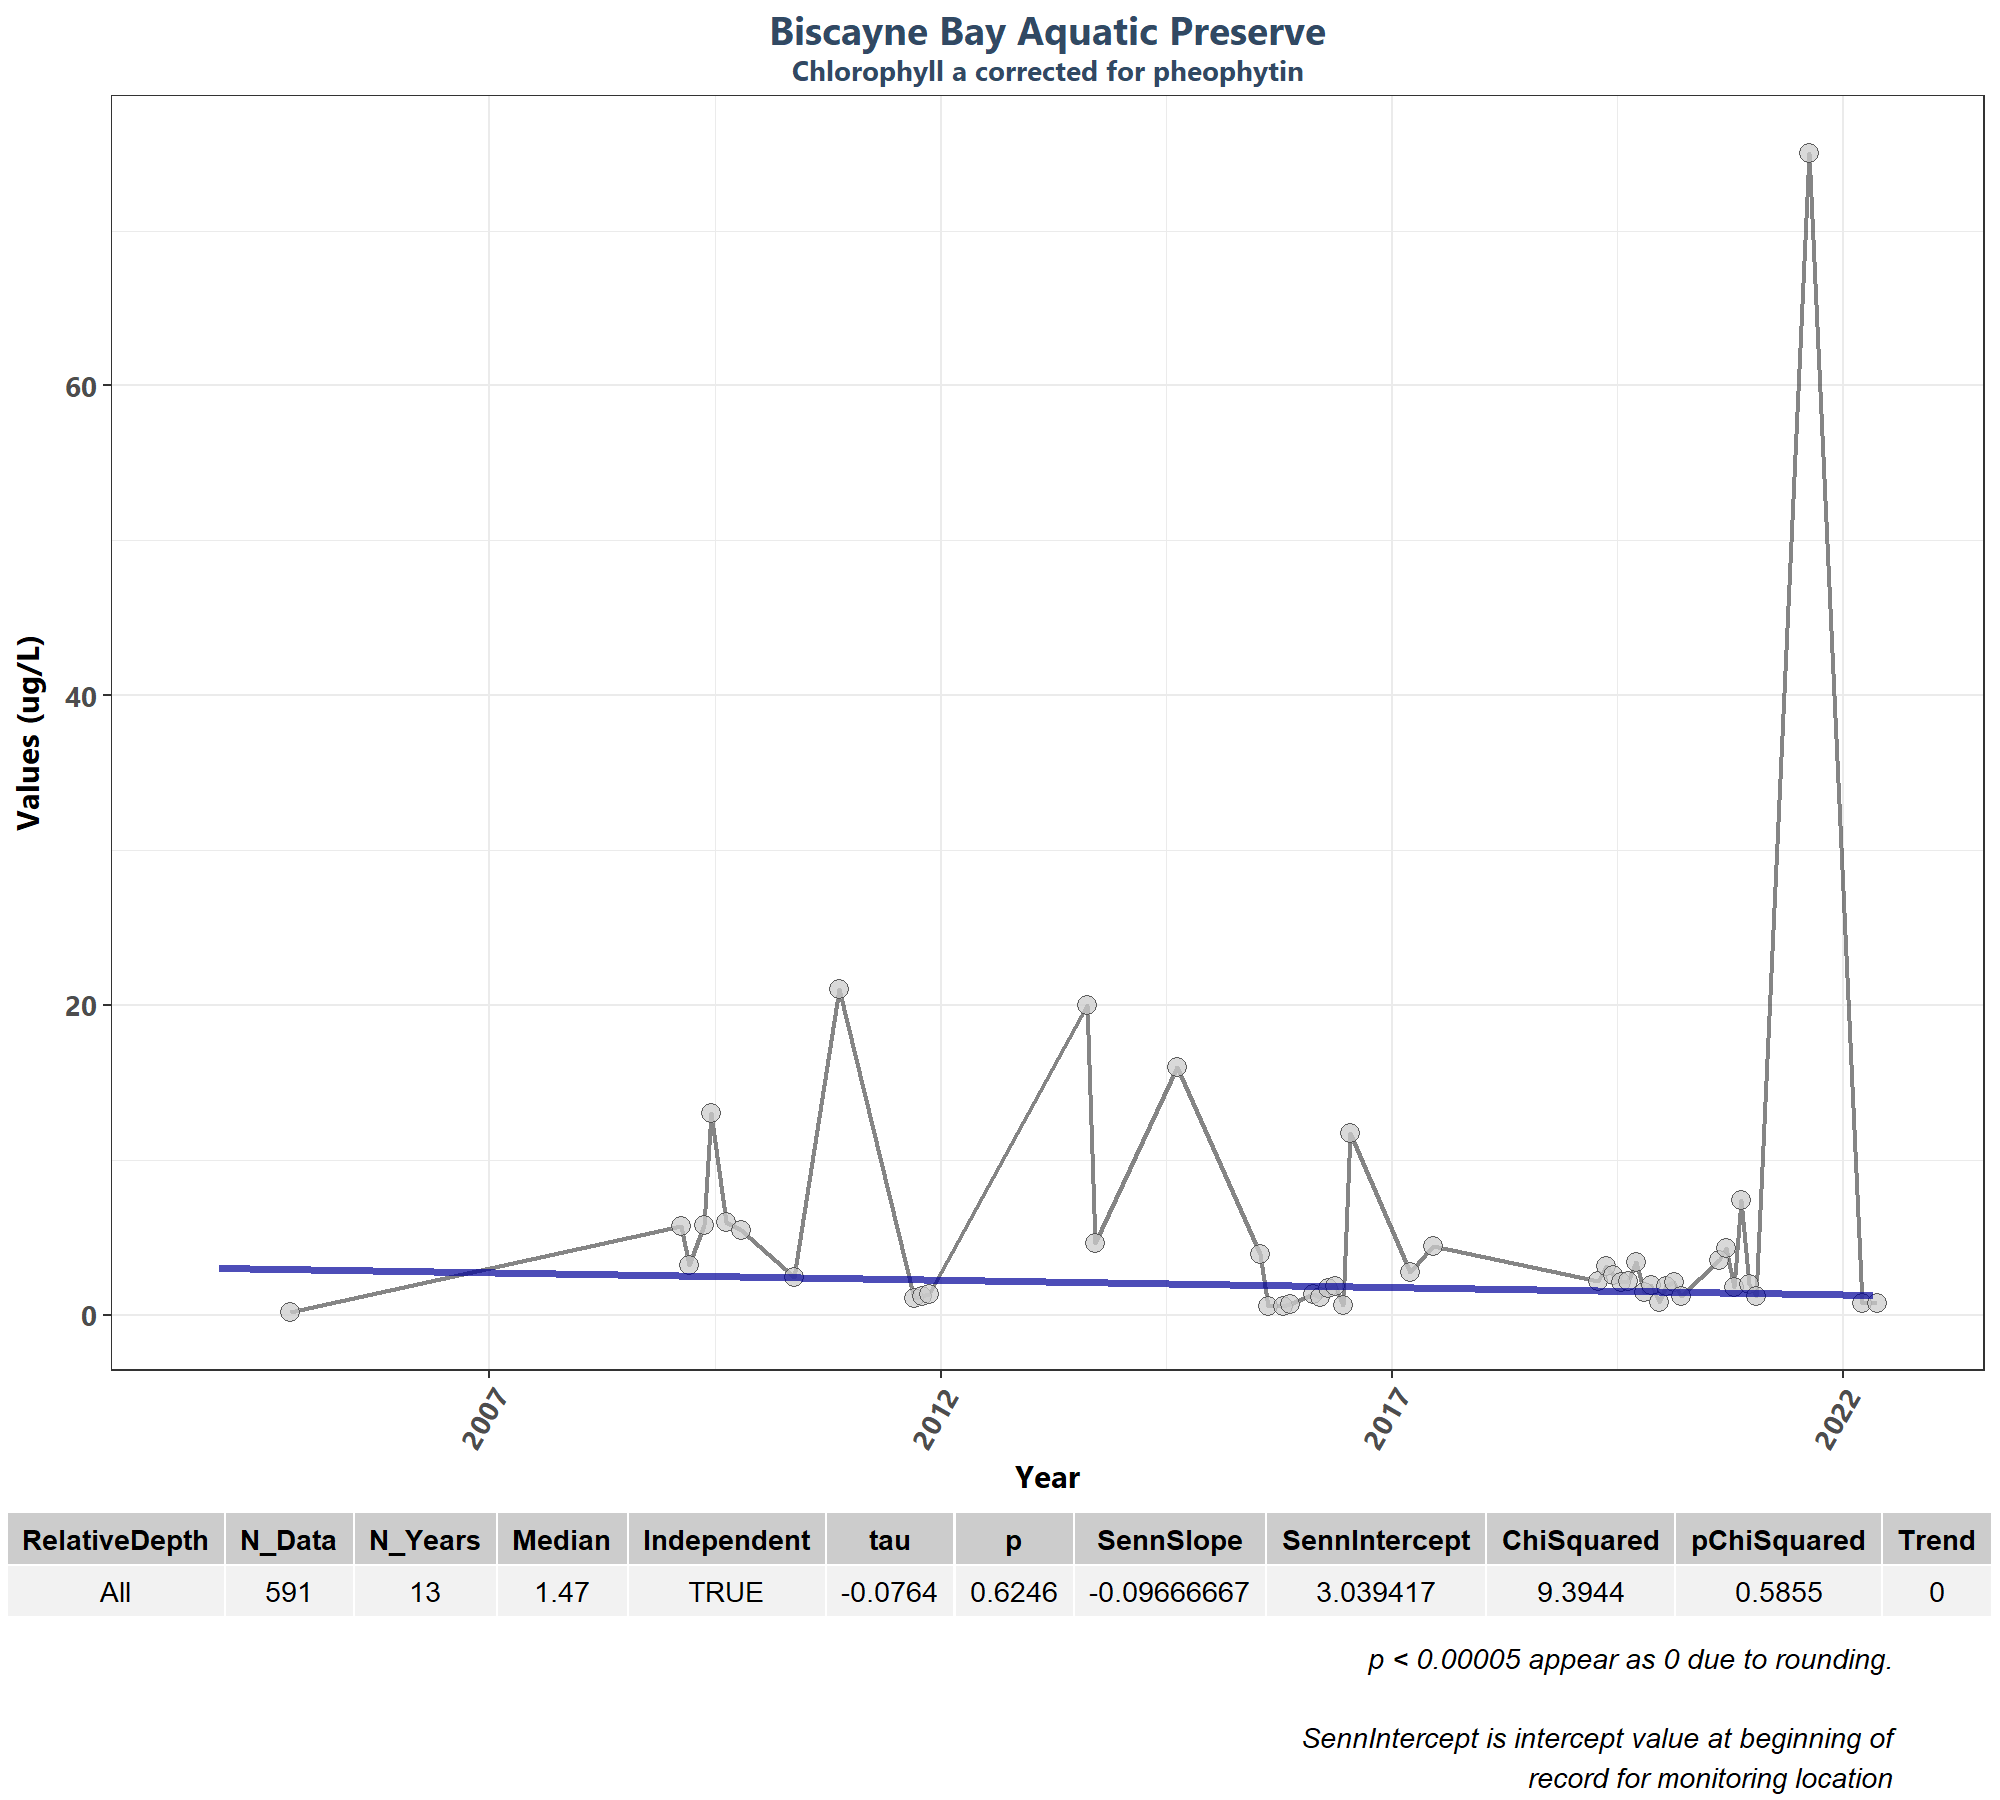 Biscayne Bay Aquatic Preserve
Chlorophyll a corrected for pheophytin
Values (ug/L)
60
40
20
0
2007
2012
2017
2022
Year
RelativeDepth N_Data N_Years Median Independent tau p SennSlope SennIntercept ChiSquared pChiSquared Trend
All 591 13 1.47 TRUE -0.0764 0.6246 -0.09666667 3.039417 9.3944 0.5855 0
p < 0.00005 appear as 0 due to rounding.
SennIntercept is intercept value at beginning of
record for monitoring location